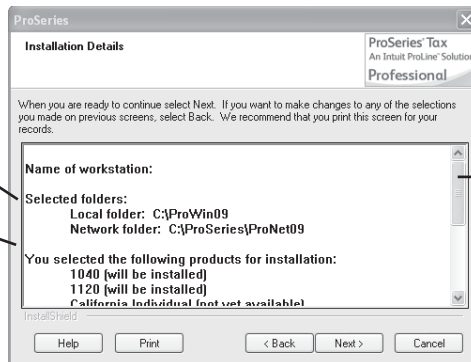 ProSeries
Installation Details
ProSeries® Tax
An Intuit ProLine® Solution
Professional
When you are ready to continue select Next. If you want to make changes to any of the selections
you made on previous screens, select Back. We recommend that you print this screen for your
records.
Name of workstation:
Selected folders:
Local folder: C:\ProWin09
Network folder: C:\ProSeries\ProNet09
You selected the following products for installation:
1040 (will be installed)
1120 (will be installed)
California Individual (not yet available)
InstallShield
Help
Print
< Back
Next >
Cancel